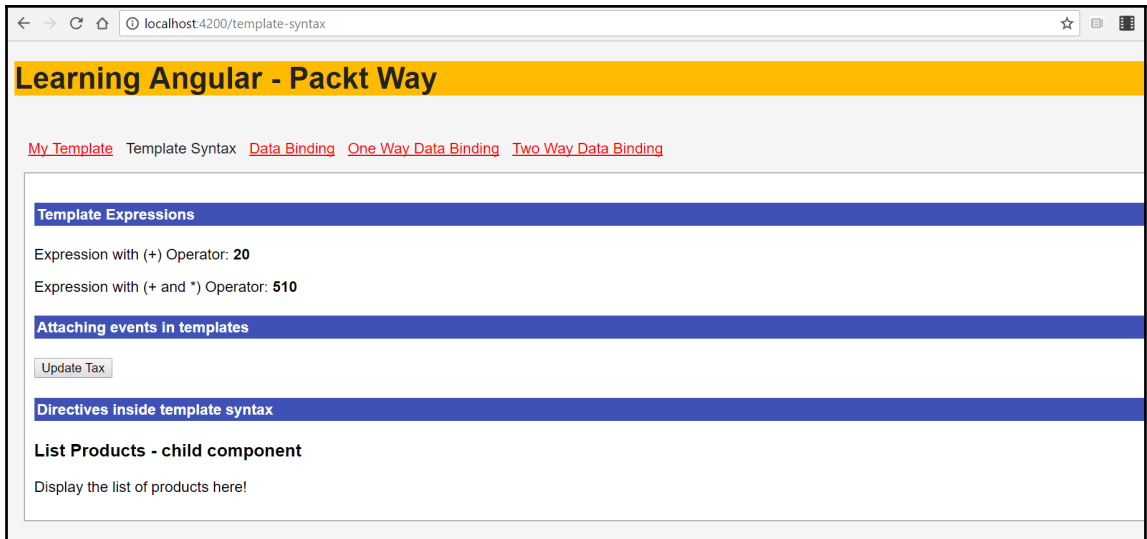 localhost:4200/template-syntax
Learning Angular - Packt Way
My Template Template Syntax Data Binding One Way Data Binding Two Way Data Binding
Template Expressions
Expression with (+) Operator: 20
Expression with (+ and *) Operator: 510
Attaching events in templates
Update Tax
Directives inside template syntax
List Products - child component
Display the list of products here!